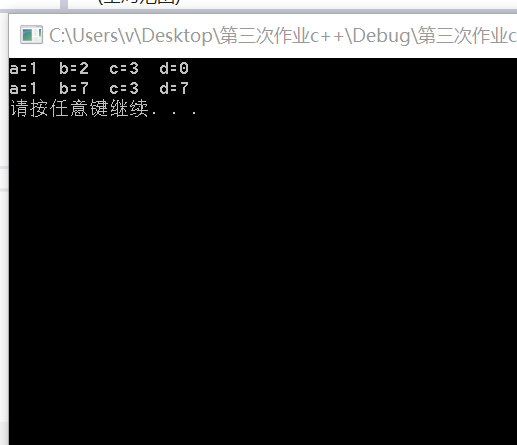 C:\Users\v\Desktop\第三次作业c++\Debug\第三次作业c
a=1  b=2  c=3  d=0
a=1  b=7  c=3  d=7
请按任意键继续. . .